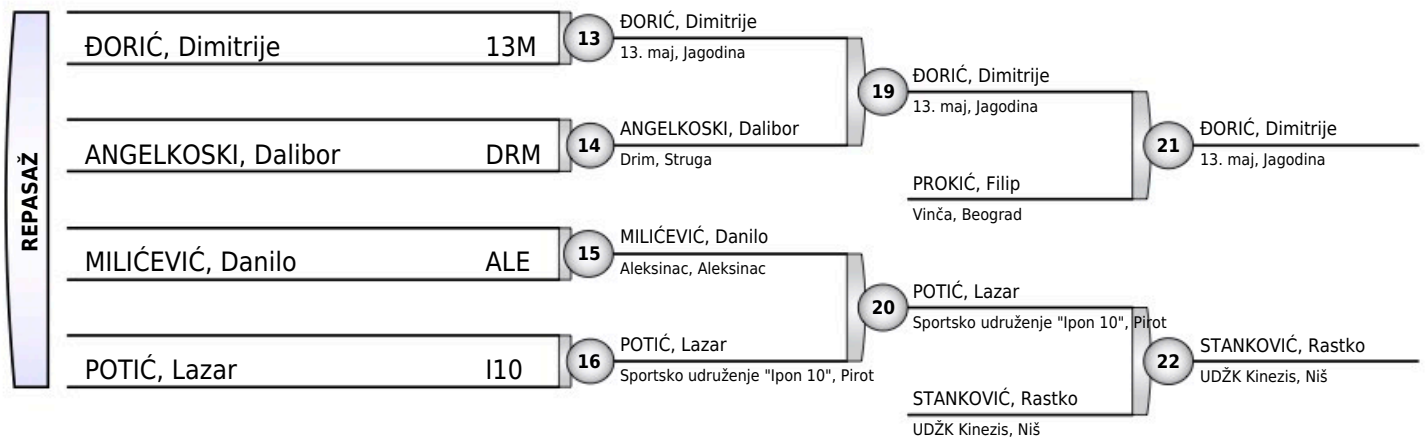 REPASAŽ
ĐORIĆ, Dimitrije 13M
ANGELKOSKI, Dalibor DRM
MILIĆEVIĆ, Danilo ALE
POTIĆ, Lazar I10
13
ĐORIĆ, Dimitrije
13. maj, Jagodina
14
ANGELKOSKI, Dalibor
Drim, Struga
15
MILIĆEVIĆ, Danilo
Aleksinac, Aleksinac
16
POTIĆ, Lazar
Sportsko udruženje "Ipon 10", Pirot
19
ĐORIĆ, Dimitrije
13. maj, Jagodina
PROKIĆ, Filip
Vinča, Beograd
20
POTIĆ, Lazar
Sportsko udruženje "Ipon 10", Pirot
STANKOVIĆ, Rastko
UDŽK Kinezis, Niš
21
ĐORIĆ, Dimitrije
13. maj, Jagodina
22
STANKOVIĆ, Rastko
UDŽK Kinezis, Niš